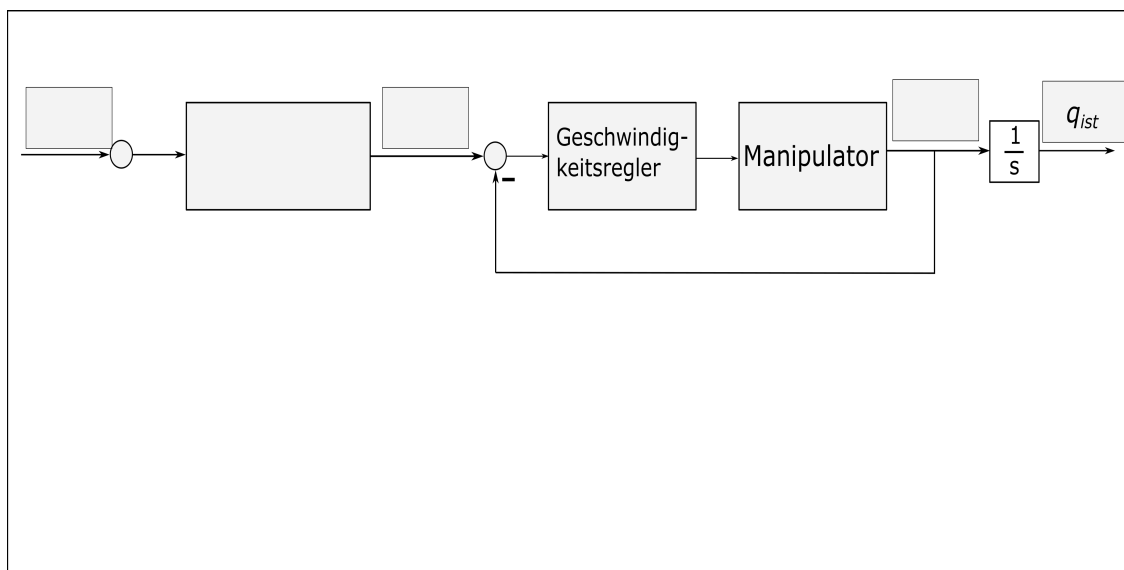 Geschwindig-
keitsregler
Manipulator
1
s
q_ist
-